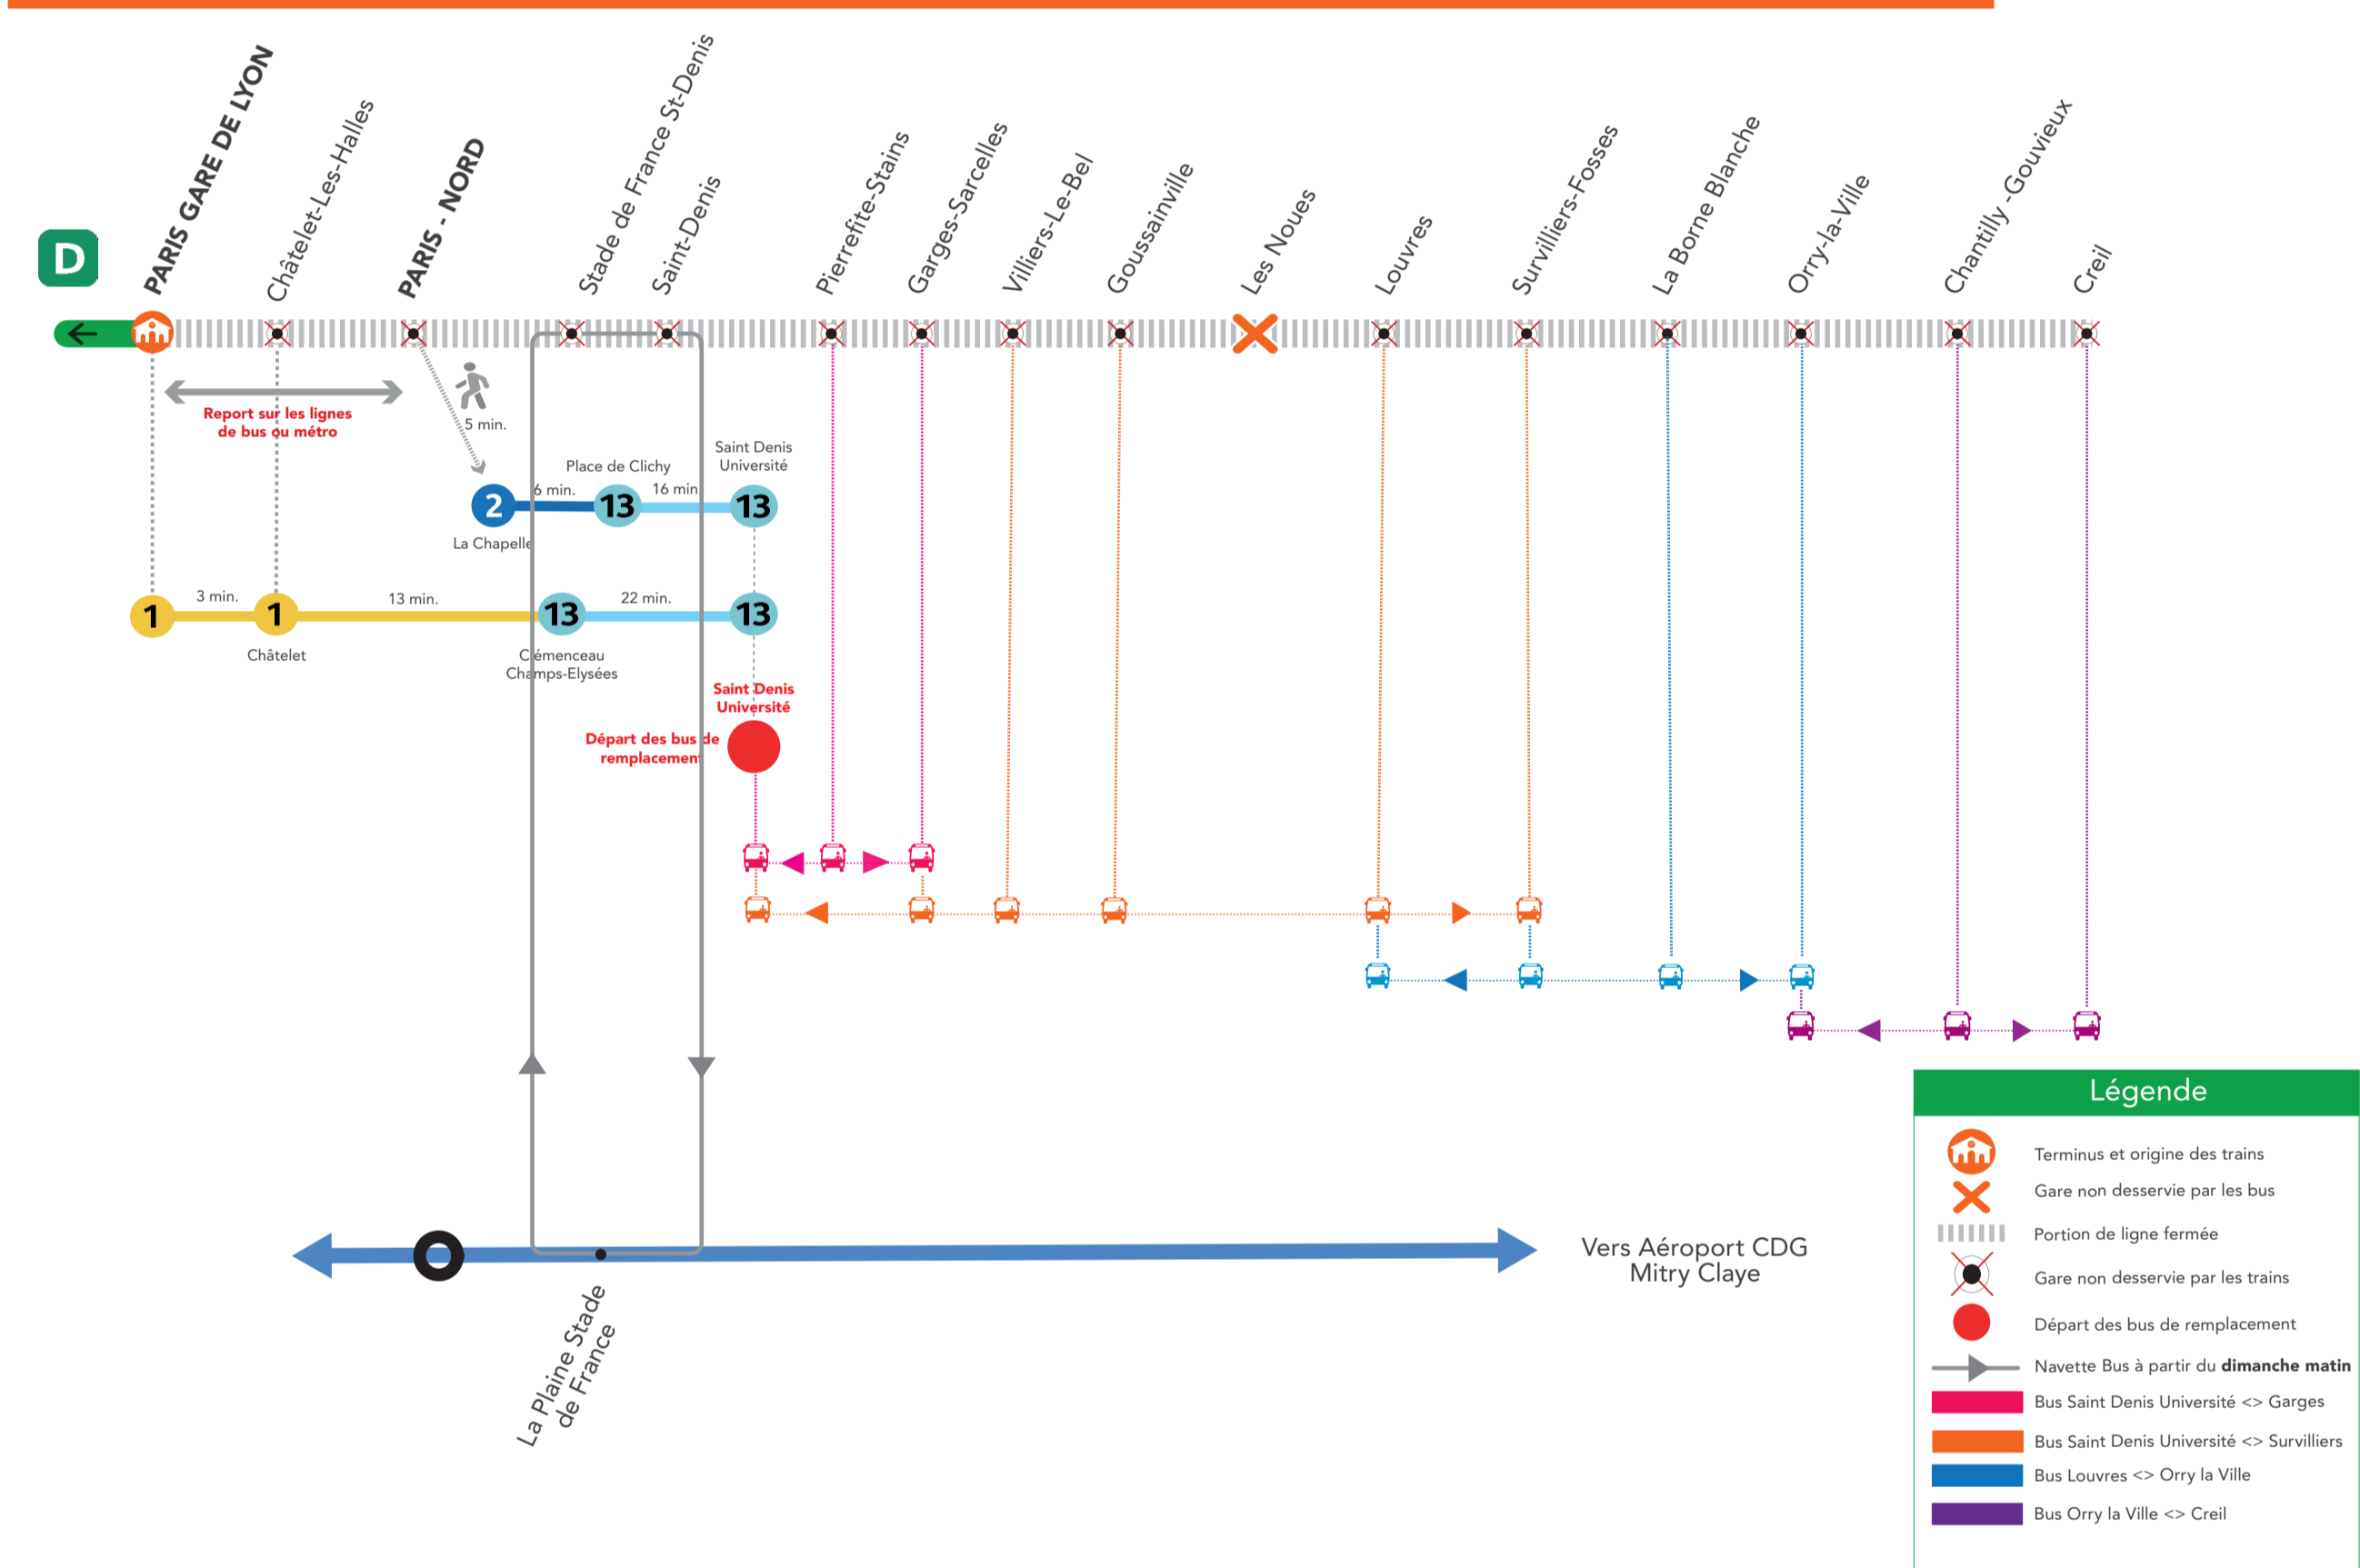 D
PARIS GARE DE LYON
Châtelet-Les-Halles
PARIS - NORD
Stade de France St-Denis
Saint-Denis
Pierrefite-Stains
Garges-Sarcelles
Villiers-Le-Bel
Goussainville
Les Noues
Louvres
Survilliers-Fosses
La Borne Blanche
Orry-la-Ville
Chantilly -Gouvieux
Creil
Report sur les lignes
de bus ou métro
5 min.
Place de Clichy
Saint Denis
Université
6 min.
16 min
2
13
13
La Chapelle
3 min.
13 min.
22 min.
1
1
13
13
Châtelet
Clémenceau
Champs-Elysées
Saint Denis
Université
Départ des bus de
remplacement
Vers Aéroport CDG
Mitry Claye
La Plaine Stade
de France
Légende
Terminus et origine des trains
Gare non desservie par les bus
Portion de ligne fermée
Gare non desservie par les trains
Départ des bus de remplacement
Navette Bus à partir du dimanche matin
Bus Saint Denis Université <> Garges
Bus Saint Denis Université <> Survilliers
Bus Louvres <> Orry la Ville
Bus Orry la Ville <> Creil